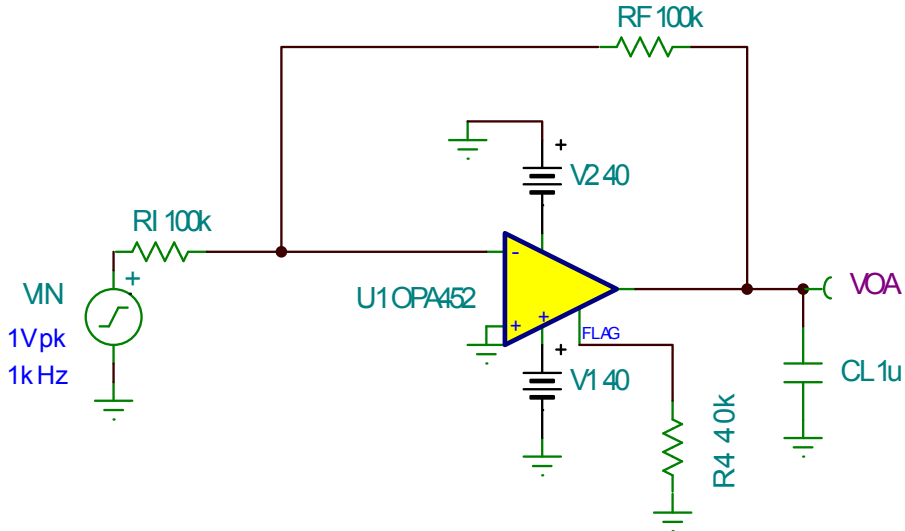 RF 100k
+
V2 40
RI 100k
+
VIN
1Vpk
1kHz
-
+
+
U1 OPA452
FLAG
VOA
+
V1 40
CL 1u
R4 40k